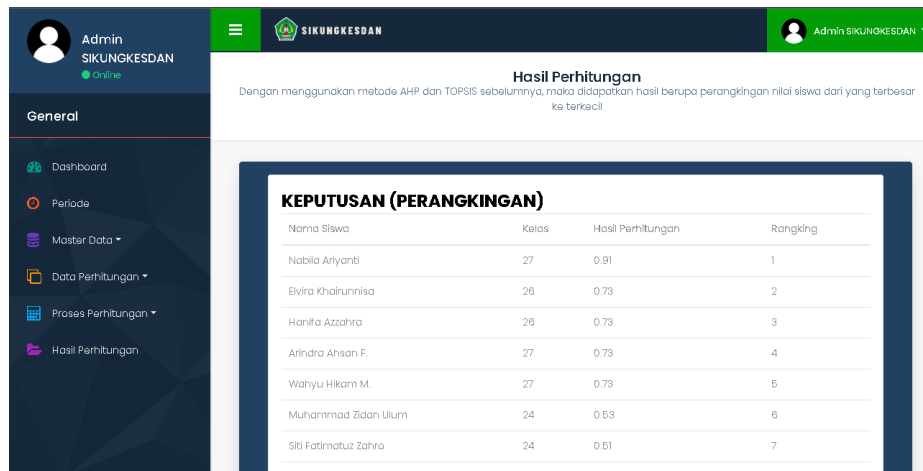 Admin
SIKUNGKESDAN
Online
General
Dashboard
Periode
Master Data
Data Perhitungan
Proses Perhitungan
Hasil Perhitungan
SIKUNGKESDAN
Admin SIKUNGKESDAN
Hasil Perhitungan
Dengan menggunakan metode AHP dan TOPSIS sebelumnya, maka didapatkan hasil berupa perangkingan nilai siswa dari yang terbesar
ke terkecil
KEPUTUSAN (PERANGKINGAN)
Nama Siswa Kelas Hasil Perhitungan Rangking
Nabila Ariyanti 27 0.91 1
Elvira Khairunnisa 26 0.73 2
Hanifa Azzahra 26 0.73 3
Arindra Ahsan F. 27 0.73 4
Wahyu Hikam M. 27 0.73 5
Muhammad Zidan Ulum 24 0.53 6
Siti Fatimatuz Zahro 24 0.51 7